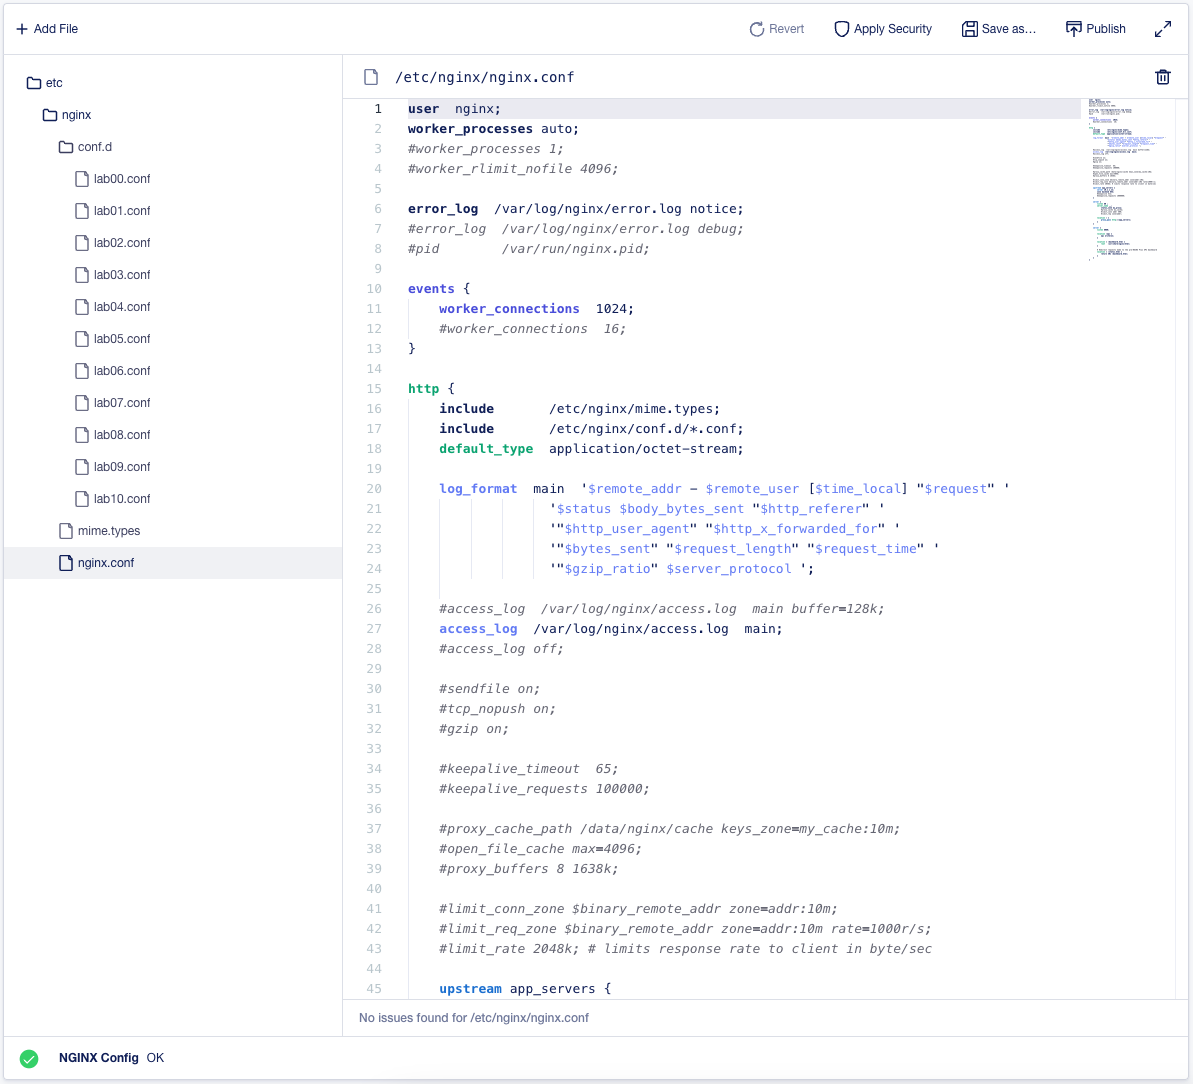 Add File
Revert
Apply Security
Save as...
Publish
etc
nginx
conf.d
lab00.conf
lab01.conf
lab02.conf
lab03.conf
lab04.conf
lab05.conf
lab06.conf
lab07.conf
lab08.conf
lab09.conf
lab10.conf
mime.types
nginx.conf
/etc/nginx/nginx.conf
1 user  nginx;
2 worker_processes auto;
3 #worker_processes 1;
4 #worker_rlimit_nofile 4096;
5
6 error_log  /var/log/nginx/error.log notice;
7 #error_log  /var/log/nginx/error.log debug;
8 #pid        /var/run/nginx.pid;
9
10 events {
11     worker_connections  1024;
12     #worker_connections  16;
13 }
14
15 http {
16     include       /etc/nginx/mime.types;
17     include       /etc/nginx/conf.d/*.conf;
18     default_type  application/octet-stream;
19
20     log_format  main  '$remote_addr - $remote_user [$time_local] "$request" '
21                   '$status $body_bytes_sent "$http_referer" '
22                   '"$http_user_agent" "$http_x_forwarded_for" '
23                   '"$bytes_sent" "$request_length" "$request_time" '
24                   '"$gzip_ratio" $server_protocol ';
25
26     #access_log  /var/log/nginx/access.log  main buffer=128k;
27     access_log  /var/log/nginx/access.log  main;
28     #access_log off;
29
30     #sendfile on;
31     #tcp_nopush on;
32     #gzip on;
33
34     #keepalive_timeout  65;
35     #keepalive_requests 100000;
36
37     #proxy_cache_path /data/nginx/cache keys_zone=my_cache:10m;
38     #open_file_cache max=4096;
39     #proxy_buffers 8 1638k;
40
41     #limit_conn_zone $binary_remote_addr zone=addr:10m;
42     #limit_req_zone $binary_remote_addr zone=addr:10m rate=1000r/s;
43     #limit_rate 2048k; # limits response rate to client in byte/sec
44
45     upstream app_servers {
No issues found for /etc/nginx/nginx.conf
NGINX Config OK